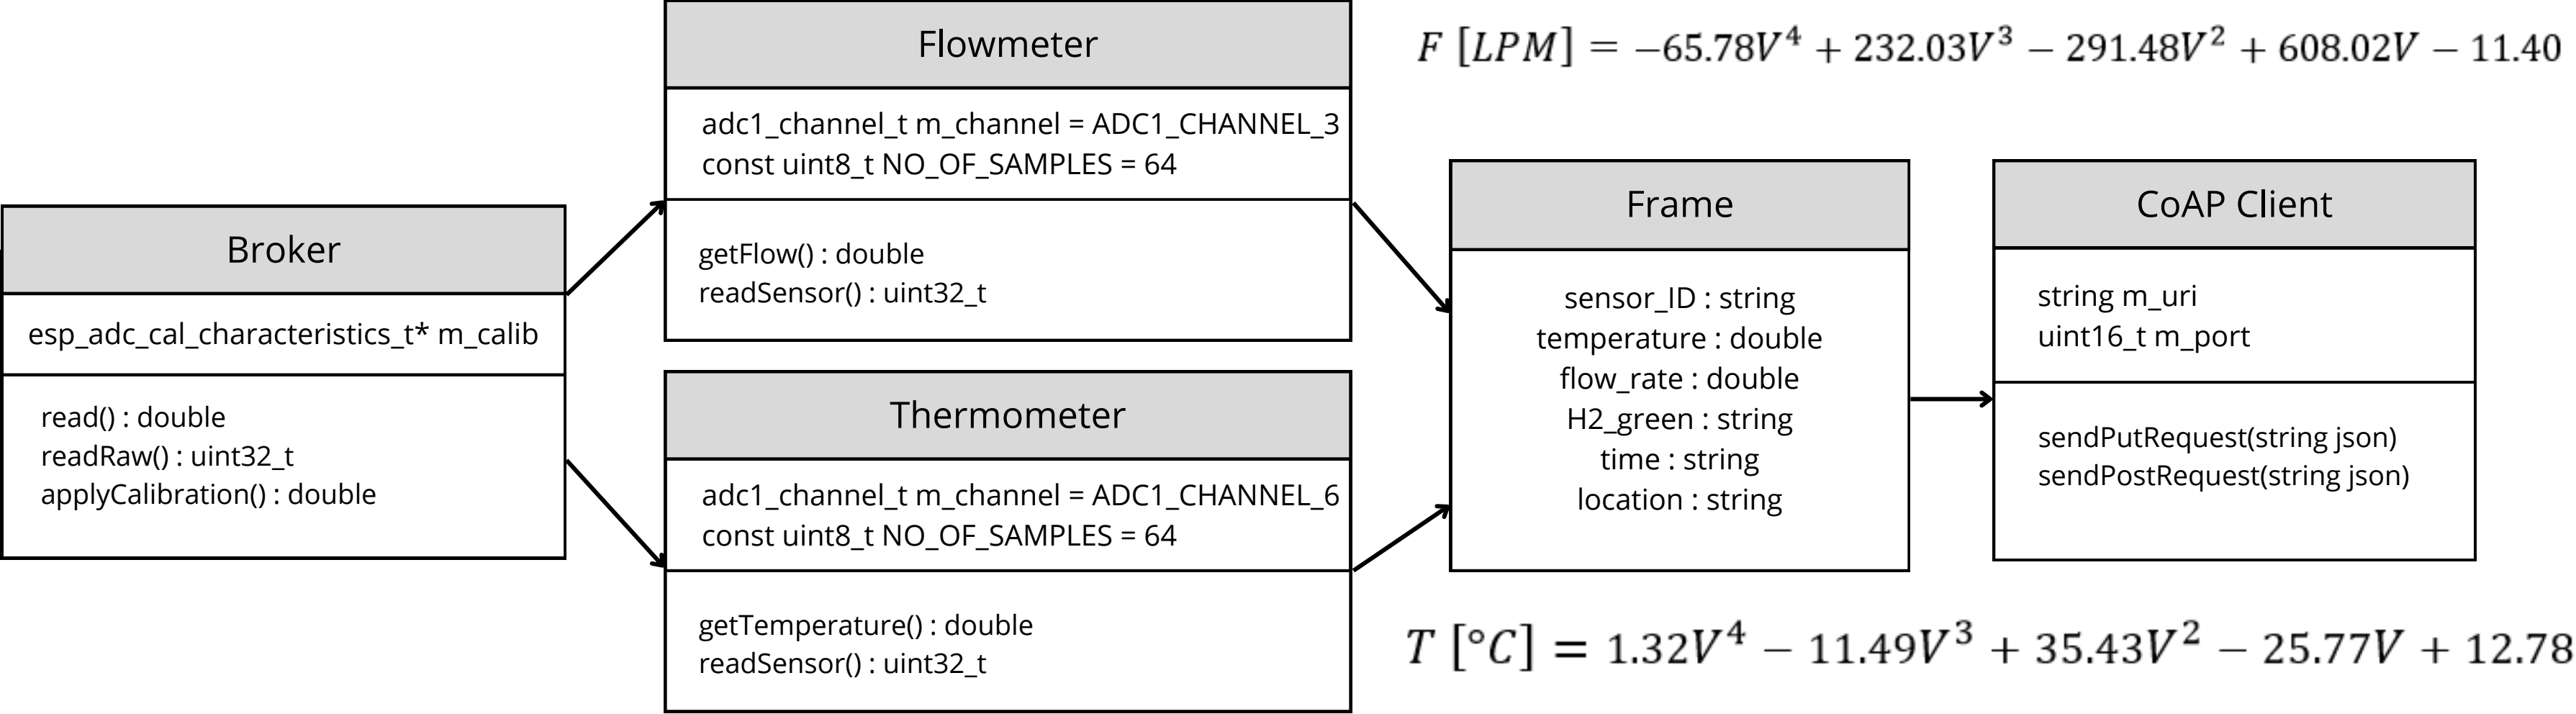 Broker
esp_adc_cal_characteristics_t* m_calib
read() : double
readRaw() : uint32_t
applyCalibration() : double
Flowmeter
adc1_channel_t m_channel = ADC1_CHANNEL_3
const uint8_t NO_OF_SAMPLES = 64
getFlow() : double
readSensor() : uint32_t
Thermometer
adc1_channel_t m_channel = ADC1_CHANNEL_6
const uint8_t NO_OF_SAMPLES = 64
getTemperature() : double
readSensor() : uint32_t
F [LPM] = −65.78V⁴ + 232.03V³ − 291.48V² + 608.02V − 11.40
Frame
sensor_ID : string
temperature : double
flow_rate : double
H2_green : string
time : string
location : string
CoAP Client
string m_uri
uint16_t m_port
sendPutRequest(string json)
sendPostRequest(string json)
T [°C] = 1.32V⁴ − 11.49V³ + 35.43V² − 25.77V + 12.78